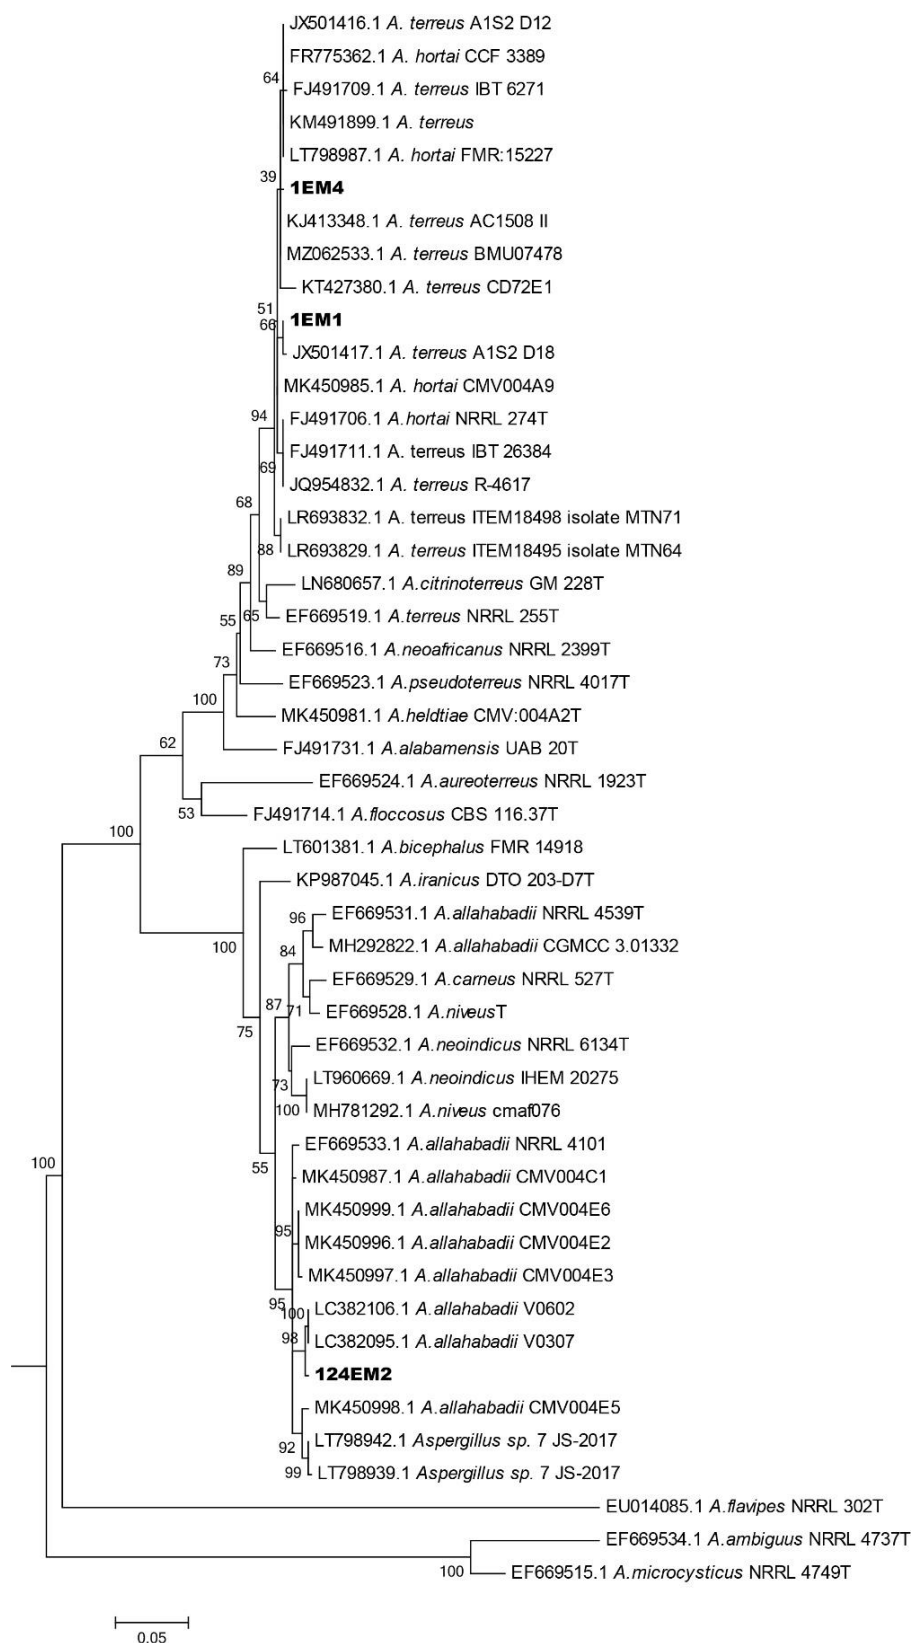 JX501416.1 A. terreus A1S2 D12
FR775362.1 A. hortai CCF 3389
64
FJ491709.1 A. terreus IBT 6271
KM491899.1 A. terreus
LT798987.1 A. hortai FMR:15227
39
1EM4
KJ413348.1 A. terreus AC1508 II
MZ062533.1 A. terreus BMU07478
KT427380.1 A. terreus CD72E1
51
1EM1
66
JX501417.1 A. terreus A1S2 D18
MK450985.1 A. hortai CMV004A9
94
FJ491706.1 A.hortai NRRL 274T
FJ491711.1 A. terreus IBT 26384
69
JQ954832.1 A. terreus R-4617
68
LR693832.1 A. terreus ITEM18498 isolate MTN71
88
LR693829.1 A. terreus ITEM18495 isolate MTN64
89
LN680657.1 A.citrinoterreus GM 228T
65
EF669519.1 A.terreus NRRL 255T
55
EF669516.1 A.neoafricanus NRRL 2399T
73
EF669523.1 A.pseudoterreus NRRL 4017T
100
MK450981.1 A.heldtiae CMV:004A2T
62
FJ491731.1 A.alabamensis UAB 20T
EF669524.1 A.aureoterreus NRRL 1923T
53
FJ491714.1 A.floccosus CBS 116.37T
100
LT601381.1 A.bicephalus FMR 14918
KP987045.1 A.iranicus DTO 203-D7T
96
EF669531.1 A.allahabadii NRRL 4539T
100
MH292822.1 A.allahabadii CGMCC 3.01332
84
EF669529.1 A.carneus NRRL 527T
87
71
EF669528.1 A.niveusT
75
EF669532.1 A.neoindicus NRRL 6134T
73
LT960669.1 A.neoindicus IHEM 20275
100
MH781292.1 A.niveus cmaf076
EF669533.1 A.allahabadii NRRL 4101
100
55
MK450987.1 A.allahabadii CMV004C1
MK450999.1 A.allahabadii CMV004E6
95
MK450996.1 A.allahabadii CMV004E2
MK450997.1 A.allahabadii CMV004E3
95
100
LC382106.1 A.allahabadii V0602
98
LC382095.1 A.allahabadii V0307
124EM2
MK450998.1 A.allahabadii CMV004E5
92
LT798942.1 Aspergillus sp. 7 JS-2017
99
LT798939.1 Aspergillus sp. 7 JS-2017
EU014085.1 A.flavipes NRRL 302T
EF669534.1 A.ambiguus NRRL 4737T
100
EF669515.1 A.microcysticus NRRL 4749T
0.05